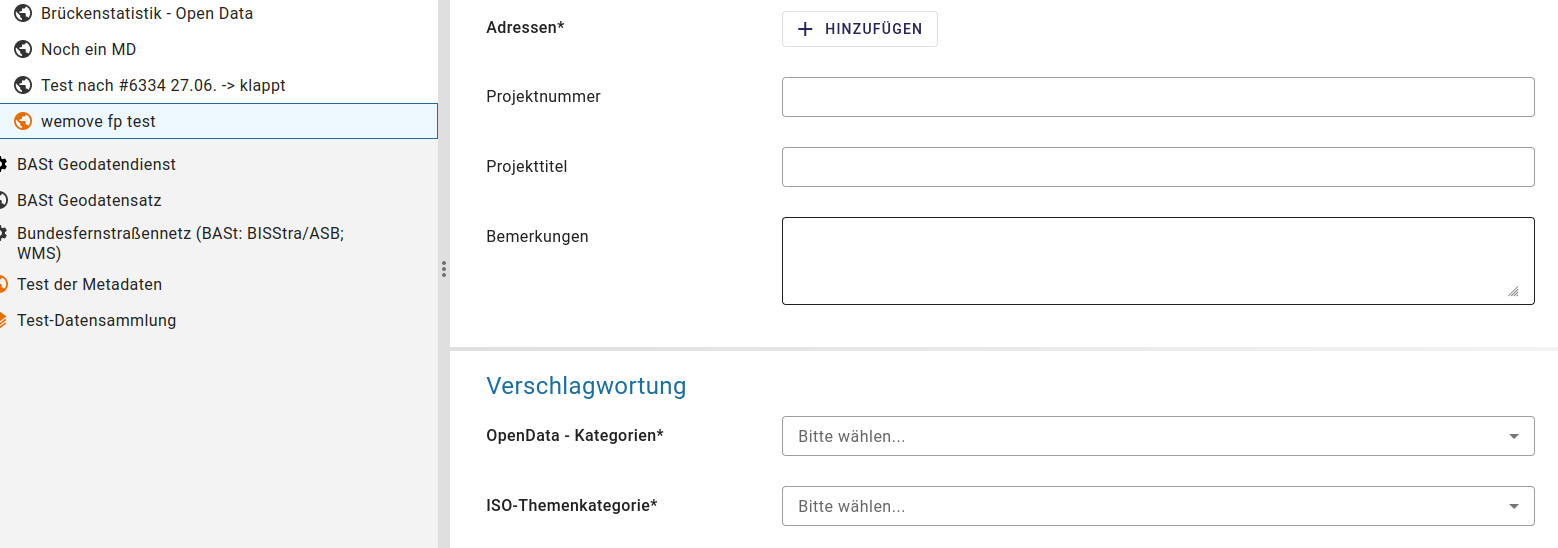 Brückenstatistik - Open Data
Noch ein MD
Test nach #6334 27.06. -> klappt
wemove fp test
BASt Geodatendienst
BASt Geodatensatz
Bundesfernstraßennetz (BASt: BISStra/ASB;
WMS)
Test der Metadaten
Test-Datensammlung
Adressen*
HINZUFÜGEN
Projektnummer
Projekttitel
Bemerkungen
Verschlagwortung
OpenData - Kategorien*
Bitte wählen...
ISO-Themenkategorie*
Bitte wählen...